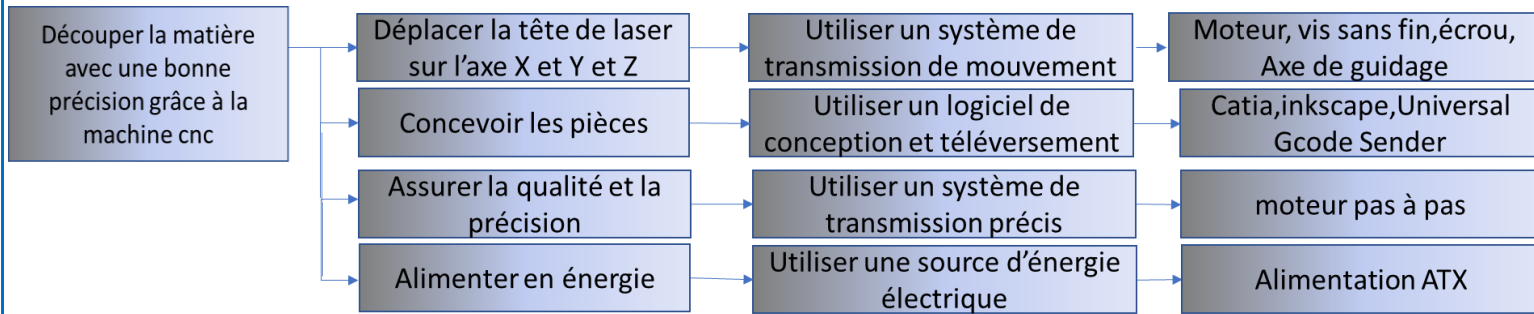 Découper la matière
avec une bonne
précision grâce à la
machine cnc
Déplacer la tête de laser
sur l'axe X et Y et Z
Utiliser un système de
transmission de mouvement
Moteur, vis sans fin,écrou,
Axe de guidage
Concevoir les pièces
Utiliser un logiciel de
conception et téléversement
Catia,inkscape,Universal
Gcode Sender
Assurer la qualité et la
précision
Utiliser un système de
transmission précis
moteur pas à pas
Alimenter en énergie
Utiliser une source d'énergie
électrique
Alimentation ATX